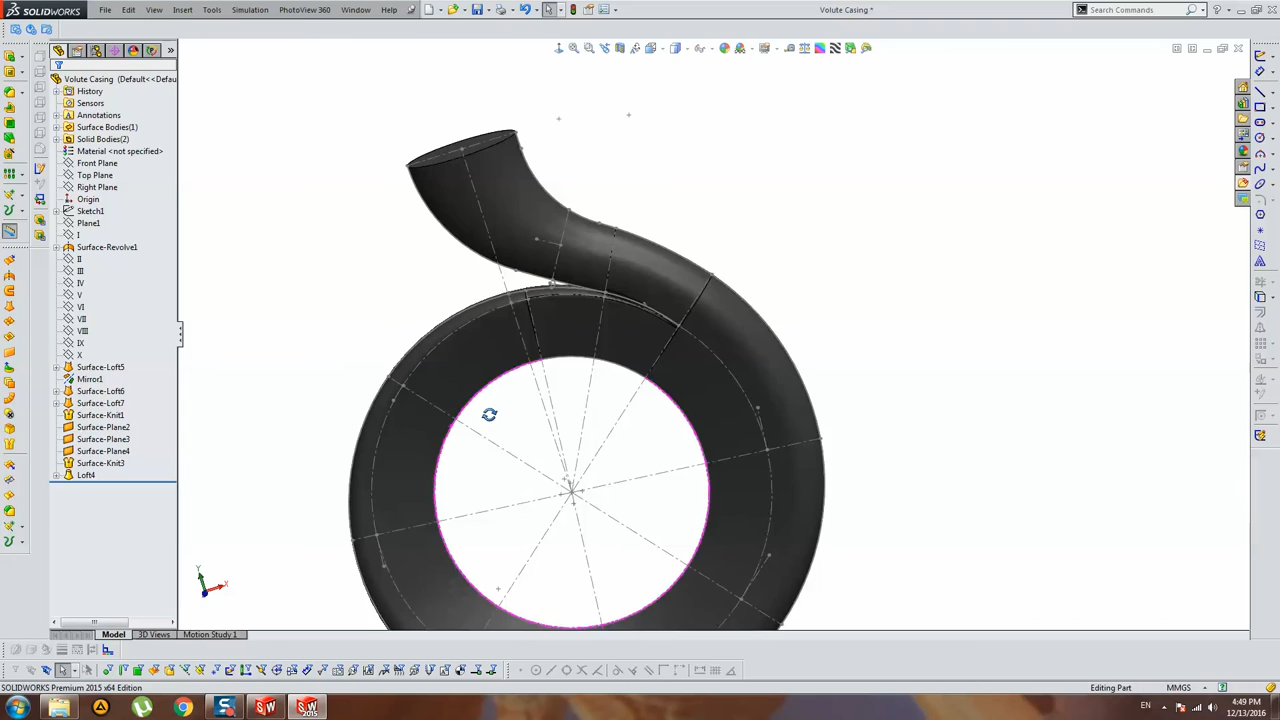 SOLIDWORKS
File Edit View Insert Tools Simulation PhotoView 360 Window Help
Volute Casing *
Search Commands
Volute Casing (Default<<Defau
History
Sensors
Annotations
Surface Bodies(1)
Solid Bodies(2)
Material <not specified>
Front Plane
Top Plane
Right Plane
Origin
Sketch1
Plane1
I
Surface-Revolve1
II
III
IV
V
VI
VII
VIII
IX
X
Surface-Loft5
Mirror1
Surface-Loft6
Surface-Loft7
Surface-Knit1
Surface-Plane2
Surface-Plane3
Surface-Plane4
Surface-Knit3
Loft4
Y
X
Model 3D Views Motion Study 1
SOLIDWORKS Premium 2015 x64 Edition
Editing Part
MMGS
EN
4:49 PM
12/13/2016